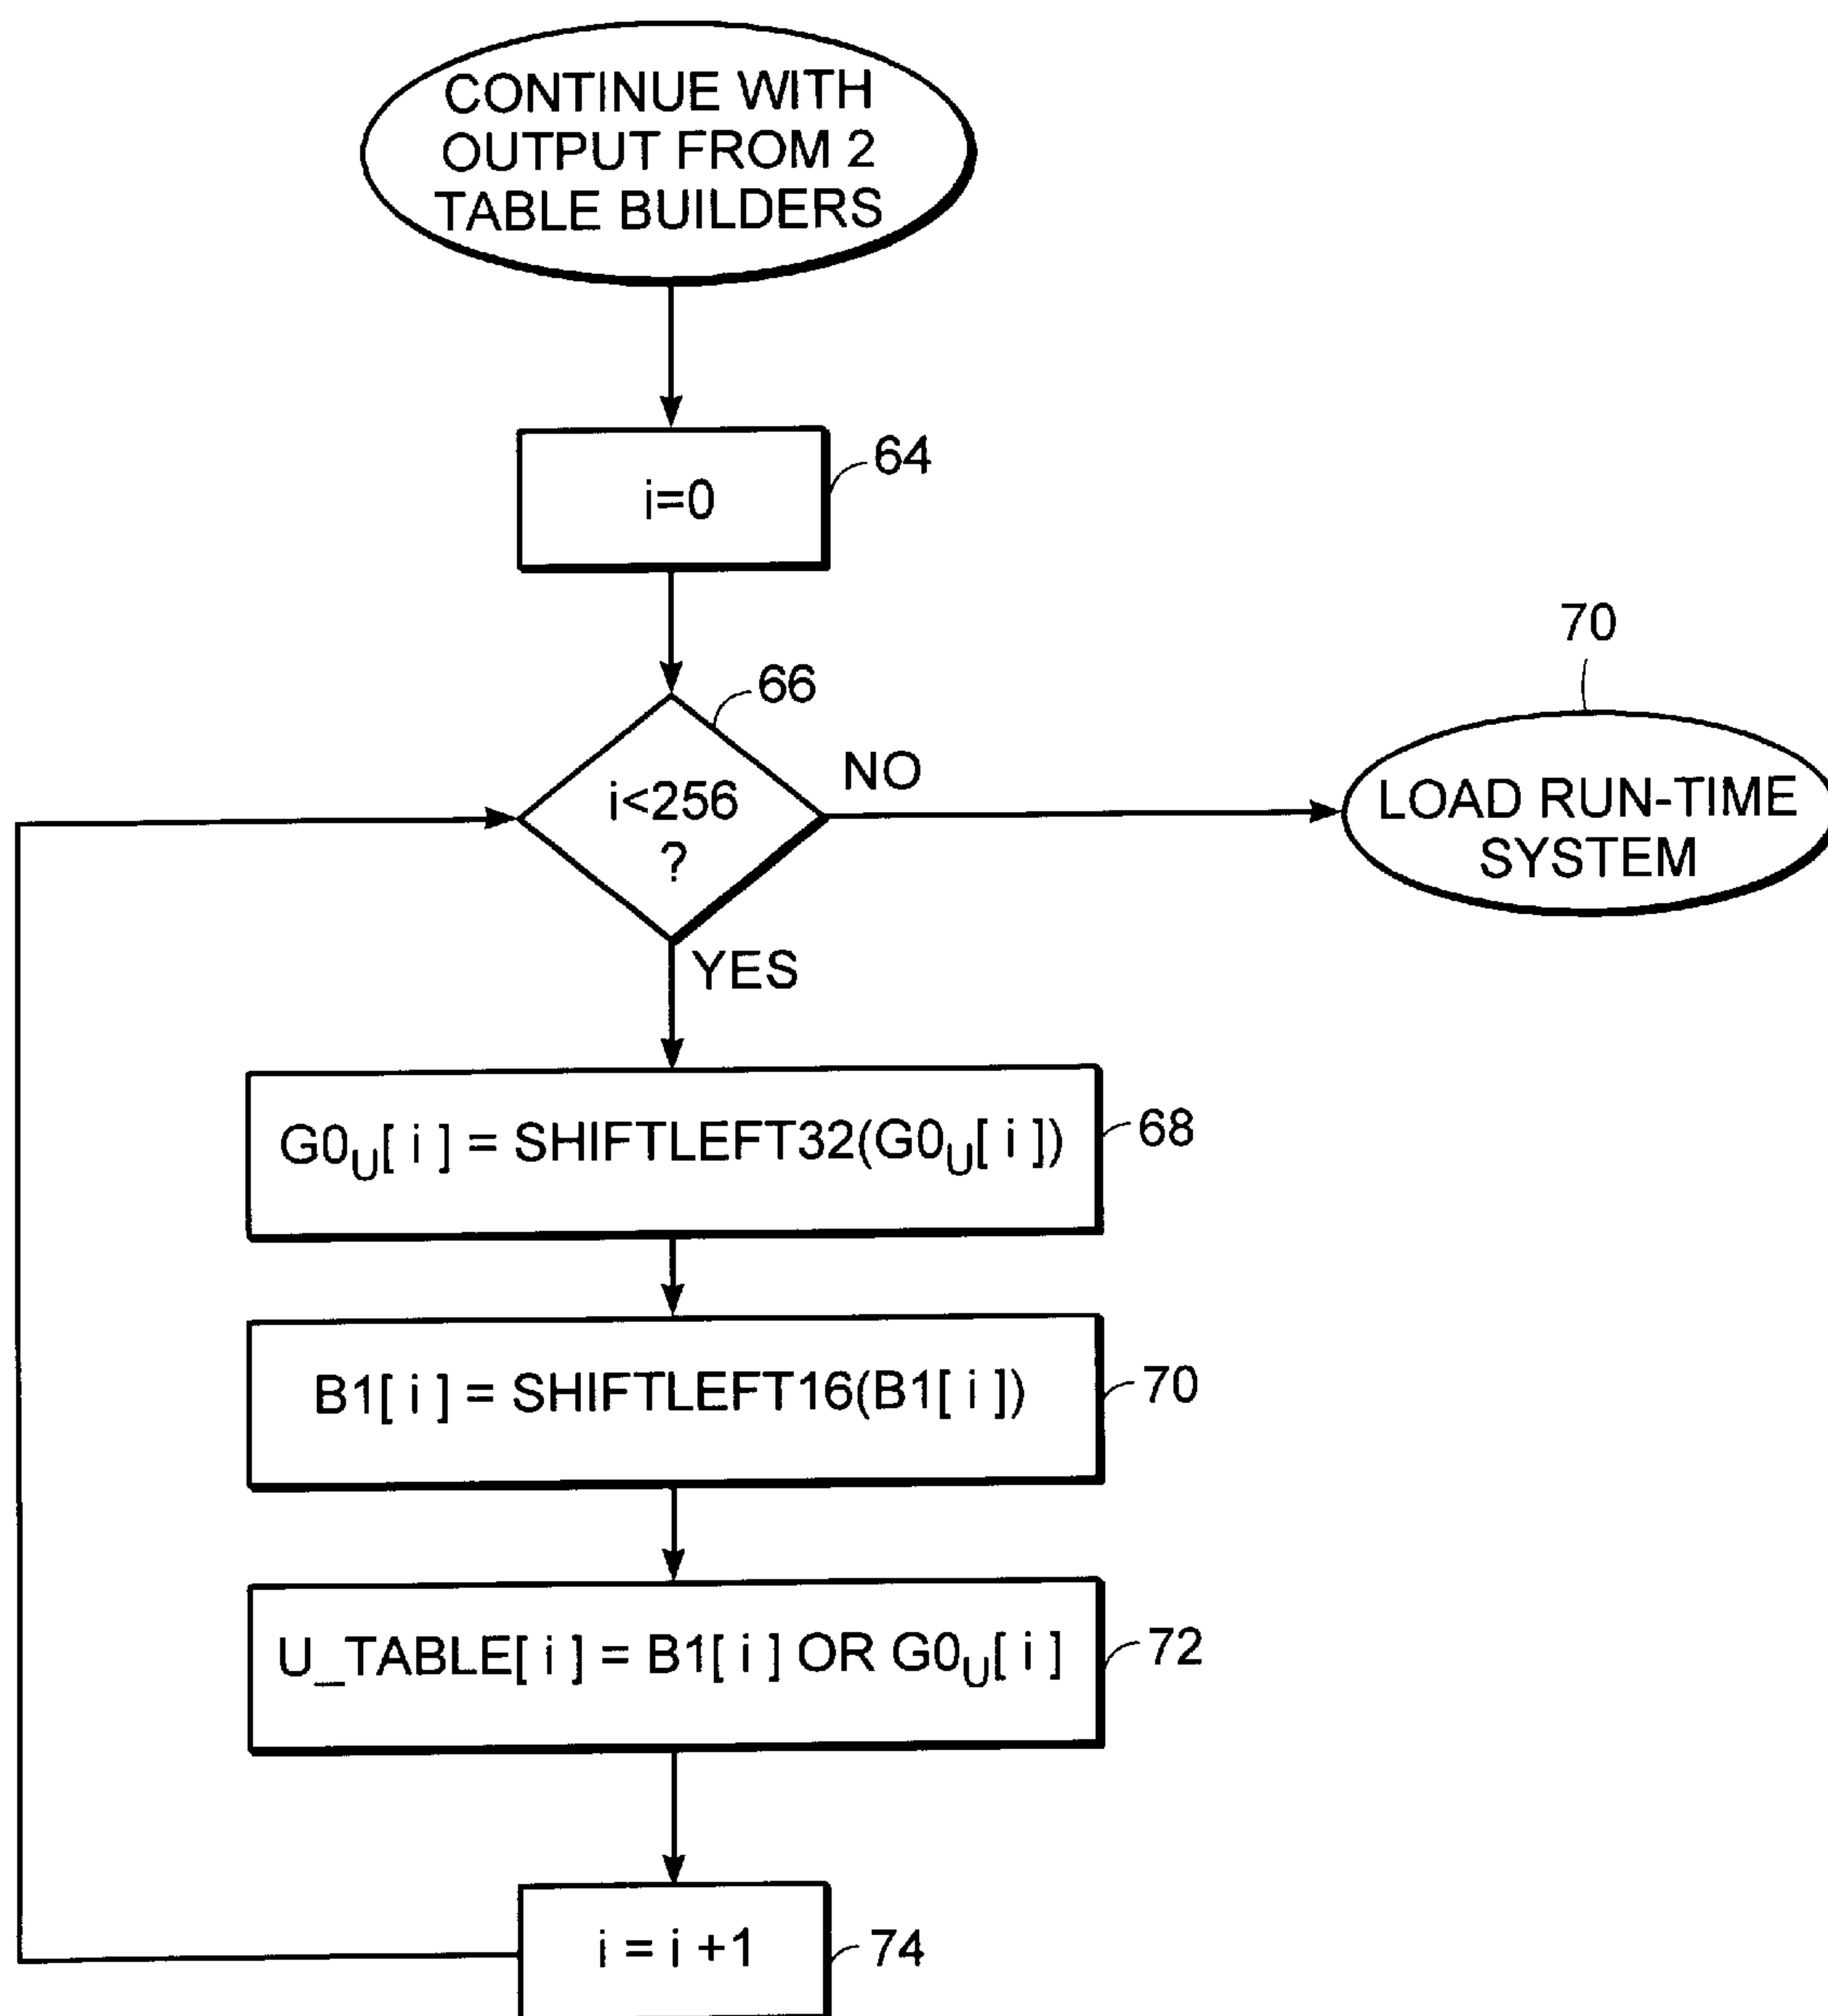 CONTINUE WITH
OUTPUT FROM 2
TABLE BUILDERS
i=0
64
66
i<256
?
NO
70
LOAD RUN-TIME
SYSTEM
YES
G0U[ i ] = SHIFTLEFT32(G0U[ i ])
68
B1[ i ] = SHIFTLEFT16(B1[ i ])
70
U_TABLE[ i ] = B1[ i ] OR G0U[ i ]
72
i = i +1
74